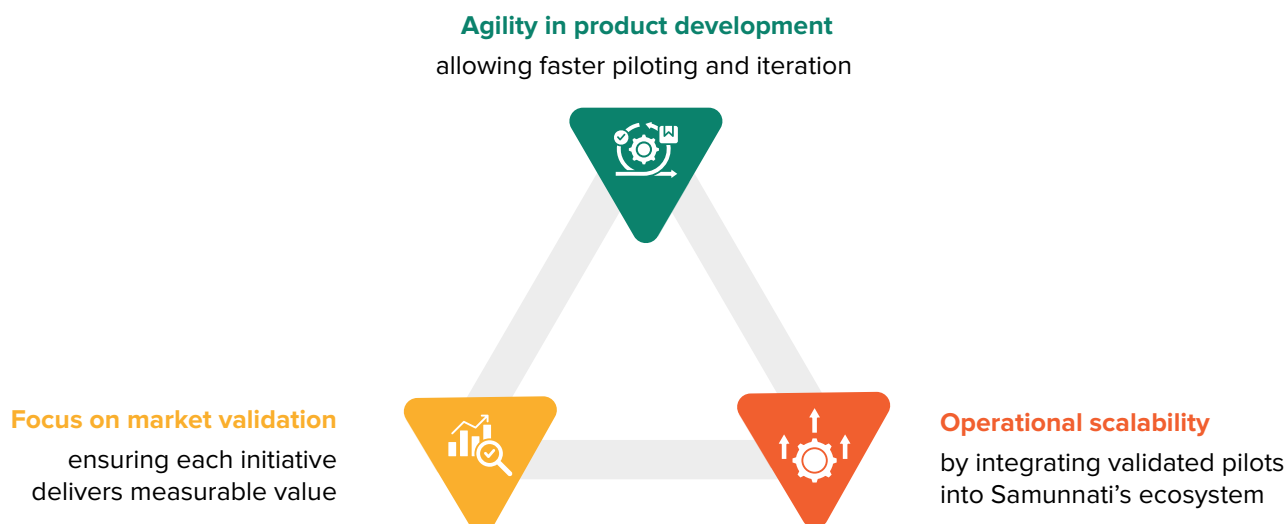 Agility in product development
allowing faster piloting and iteration
Focus on market validation
ensuring each initiative
delivers measurable value
Operational scalability
by integrating validated pilots
into Samunnati’s ecosystem